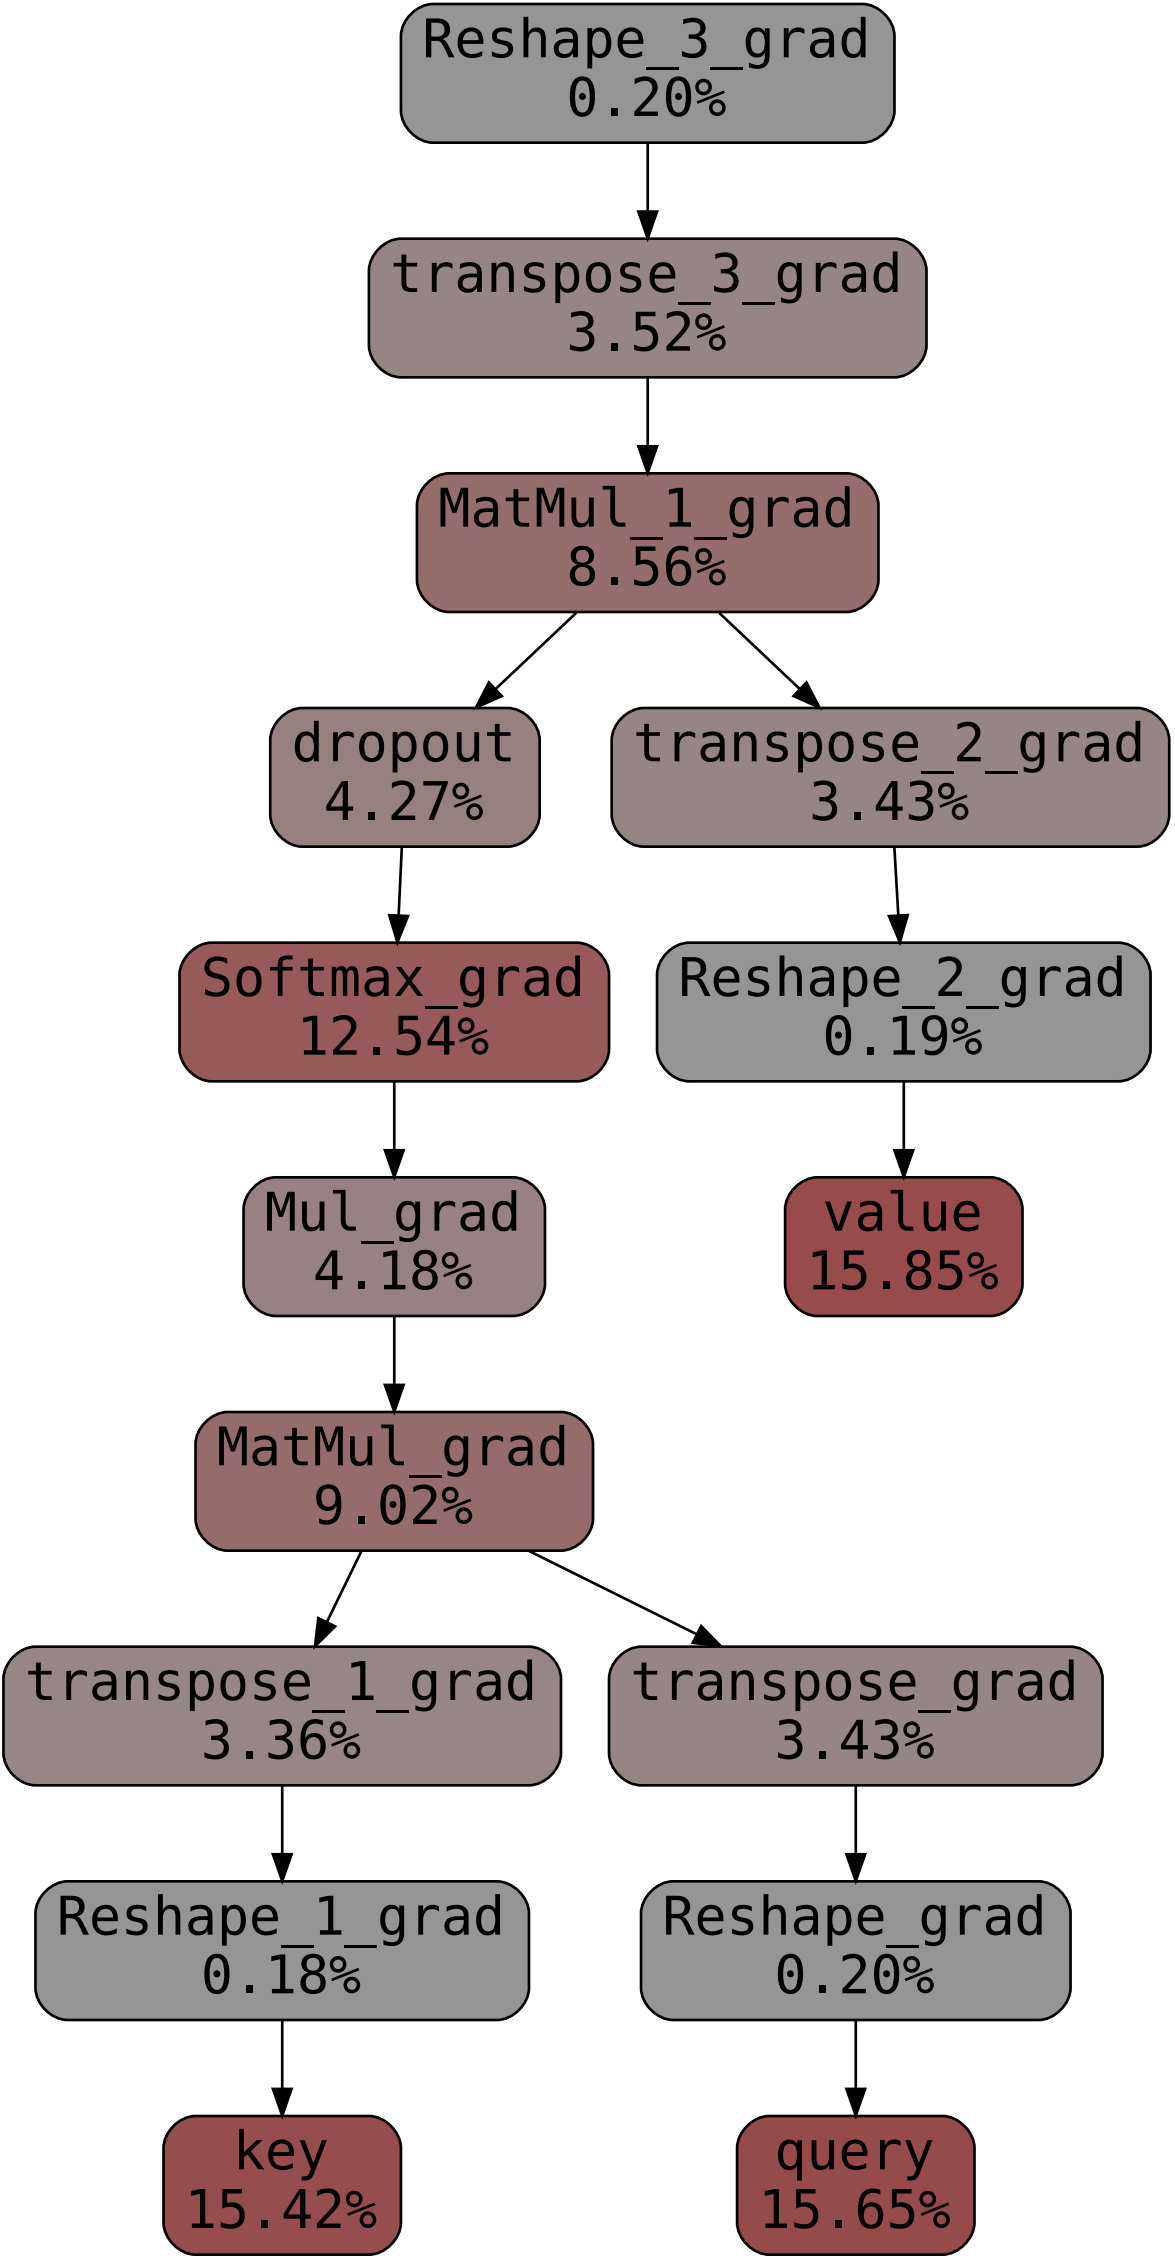 Reshape_3_grad
0.20%
transpose_3_grad
3.52%
MatMul_1_grad
8.56%
dropout
4.27%
transpose_2_grad
3.43%
Softmax_grad
12.54%
Reshape_2_grad
0.19%
Mul_grad
4.18%
value
15.85%
MatMul_grad
9.02%
transpose_1_grad
3.36%
transpose_grad
3.43%
Reshape_1_grad
0.18%
Reshape_grad
0.20%
key
15.42%
query
15.65%